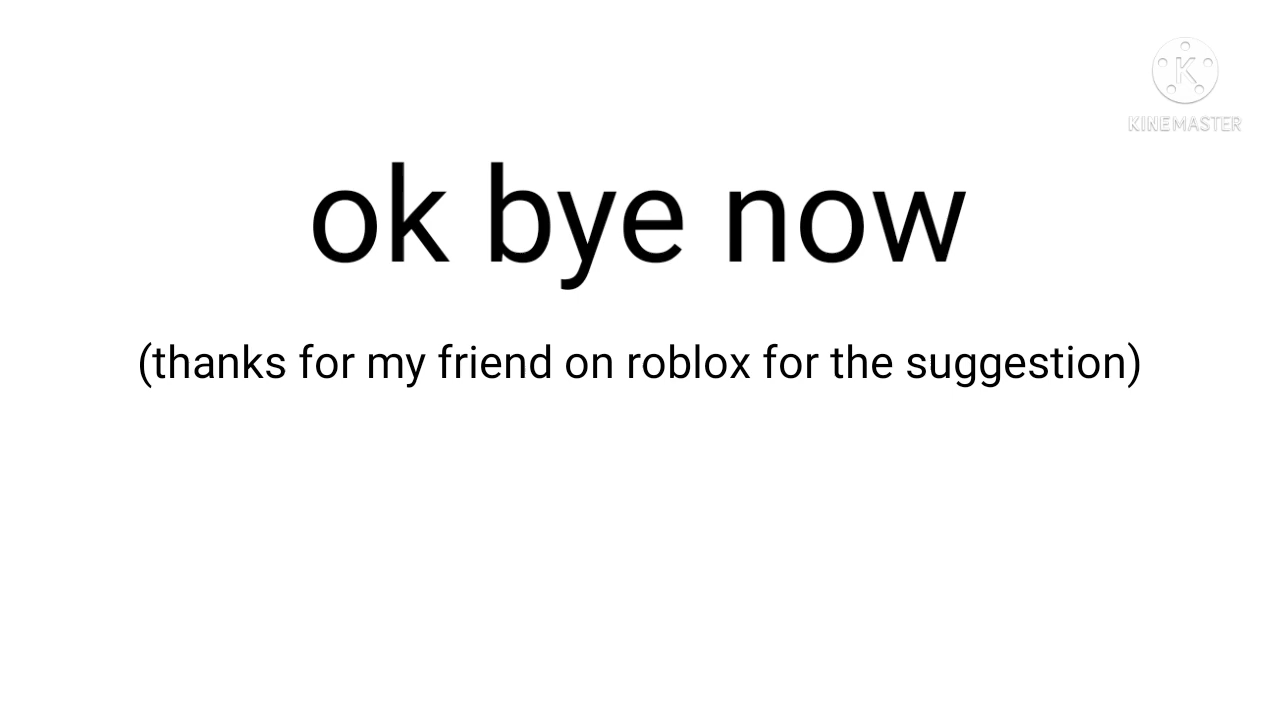 K
KINEMASTER
ok bye now
(thanks for my friend on roblox for the suggestion)